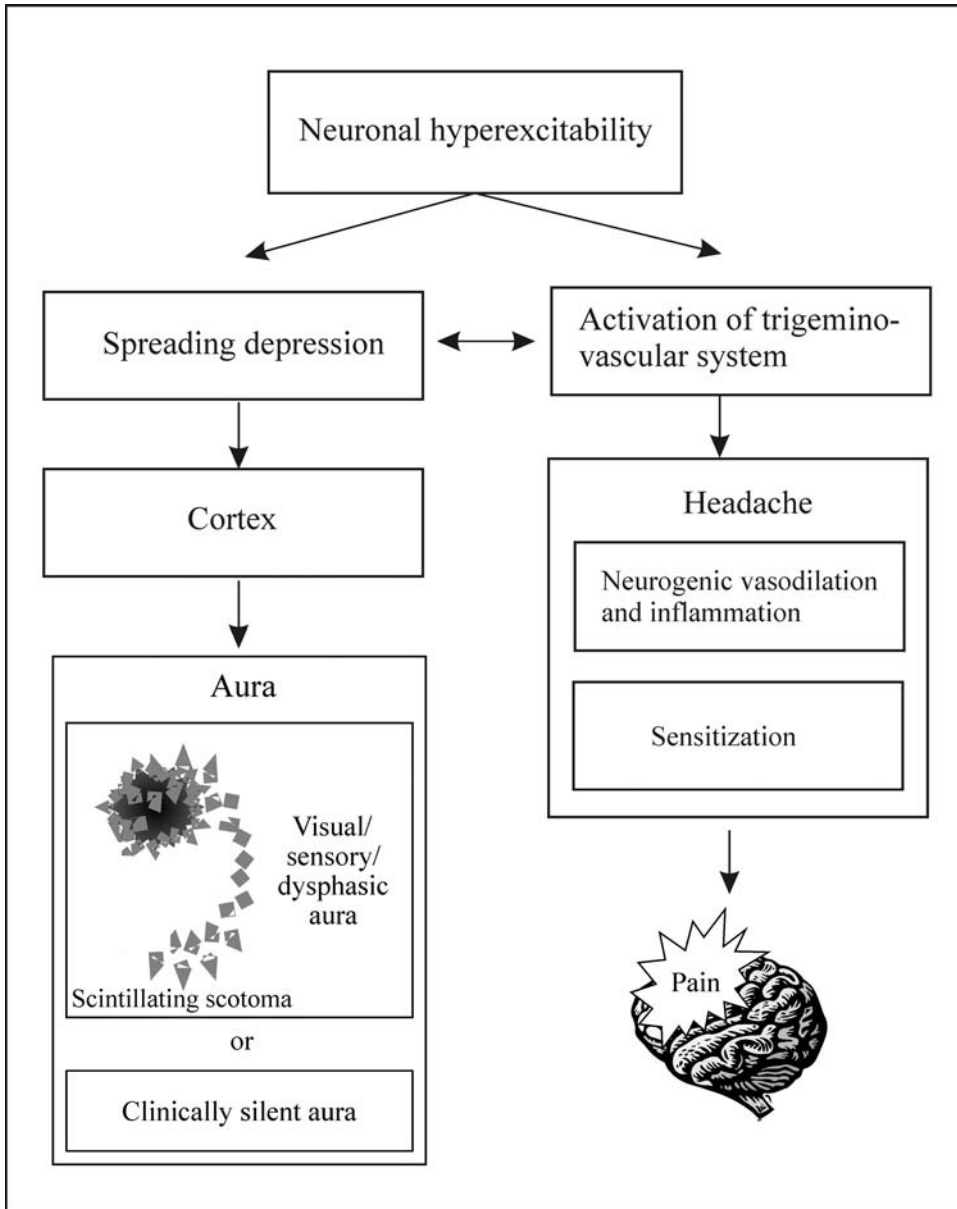 Neuronal hyperexcitability
Spreading depression
Activation of trigemino-
vascular system
Cortex
Headache
Neurogenic vasodilation
and inflammation
Sensitization
Aura
Visual/
sensory/
dysphasic
aura
Scintillating scotoma
or
Clinically silent aura
Pain